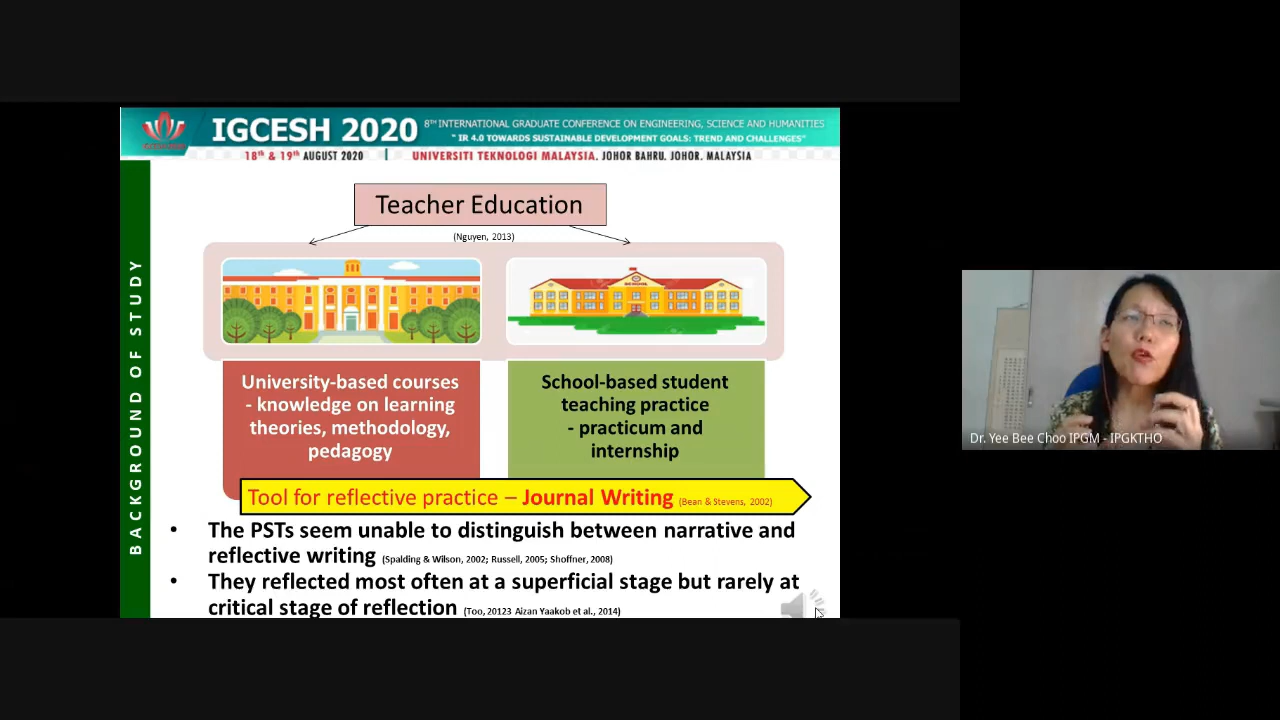 IGCESH 2020
8TH INTERNATIONAL GRADUATE CONFERENCE ON ENGINEERING, SCIENCE AND HUMANITIES
" IR 4.0 TOWARDS SUSTAINABLE DEVELOPMENT GOALS: TREND AND CHALLENGES"
18th & 19th AUGUST 2020 | UNIVERSITI TEKNOLOGI MALAYSIA, JOHOR BAHRU, JOHOR, MALAYSIA
BACKGROUND OF STUDY
Teacher Education
(Nguyen, 2013)
University-based courses
- knowledge on learning
theories, methodology,
pedagogy
School-based student
teaching practice
- practicum and
internship
Tool for reflective practice – Journal Writing (Bean & Stevens, 2002)
• The PSTs seem unable to distinguish between narrative and
reflective writing (Spalding & Wilson, 2002; Russell, 2005; Shoffner, 2008)
• They reflected most often at a superficial stage but rarely at
critical stage of reflection (Too, 20123 Aizan Yaakob et al., 2014)
Dr. Yee Bee Choo IPGM - IPGKTHO